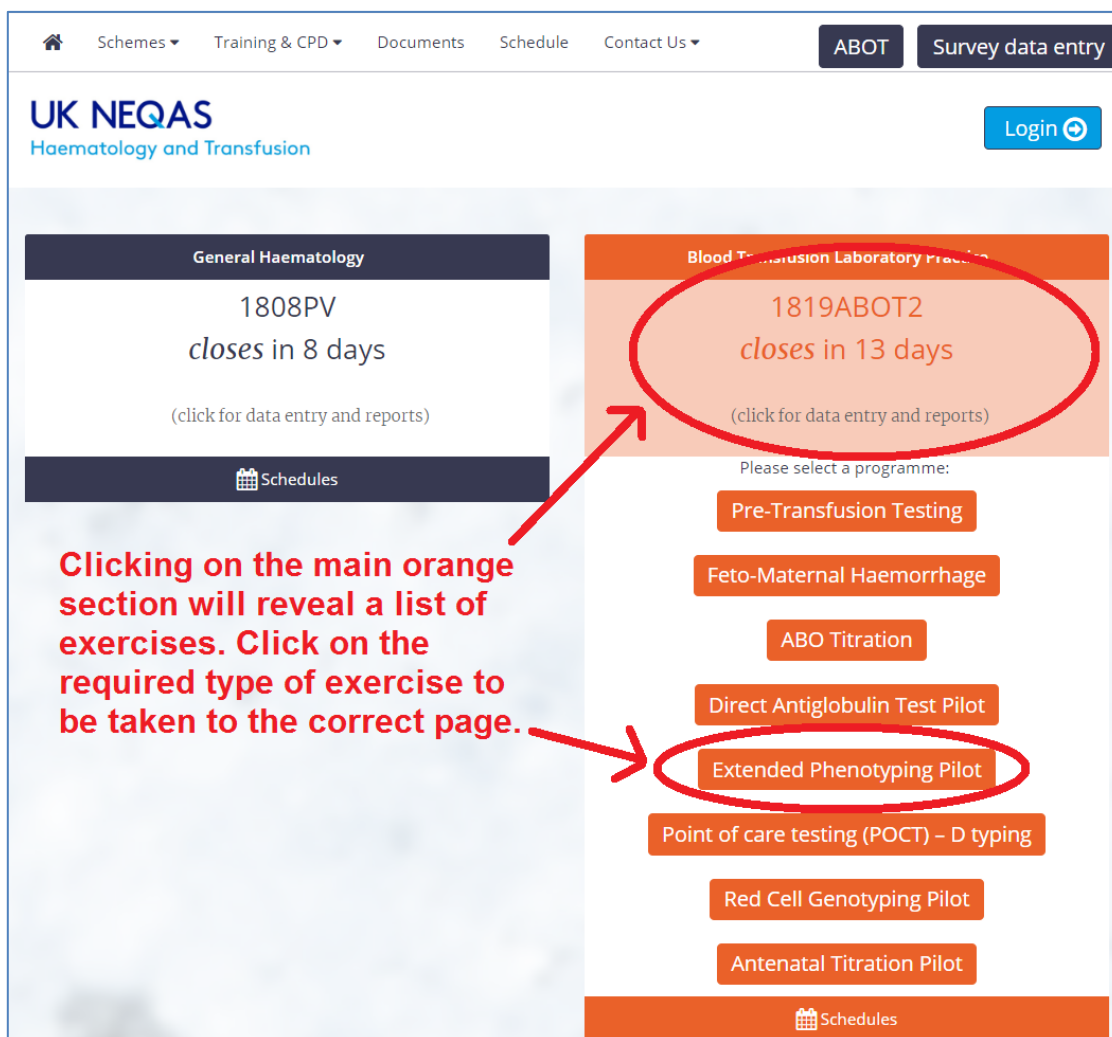 Schemes Training & CPD Documents Schedule Contact Us ABOT Survey data entry
UK NEQAS
Haematology and Transfusion
Login
General Haematology
1808PV
closes in 8 days
(click for data entry and reports)
Schedules
Blood Transfusion Laboratory Practice
1819ABOT2
closes in 13 days
(click for data entry and reports)
Please select a programme:
Pre-Transfusion Testing
Feto-Maternal Haemorrhage
ABO Titration
Direct Antiglobulin Test Pilot
Extended Phenotyping Pilot
Point of care testing (POCT) – D typing
Red Cell Genotyping Pilot
Antenatal Titration Pilot
Schedules
Clicking on the main orange
section will reveal a list of
exercises. Click on the
required type of exercise to
be taken to the correct page.